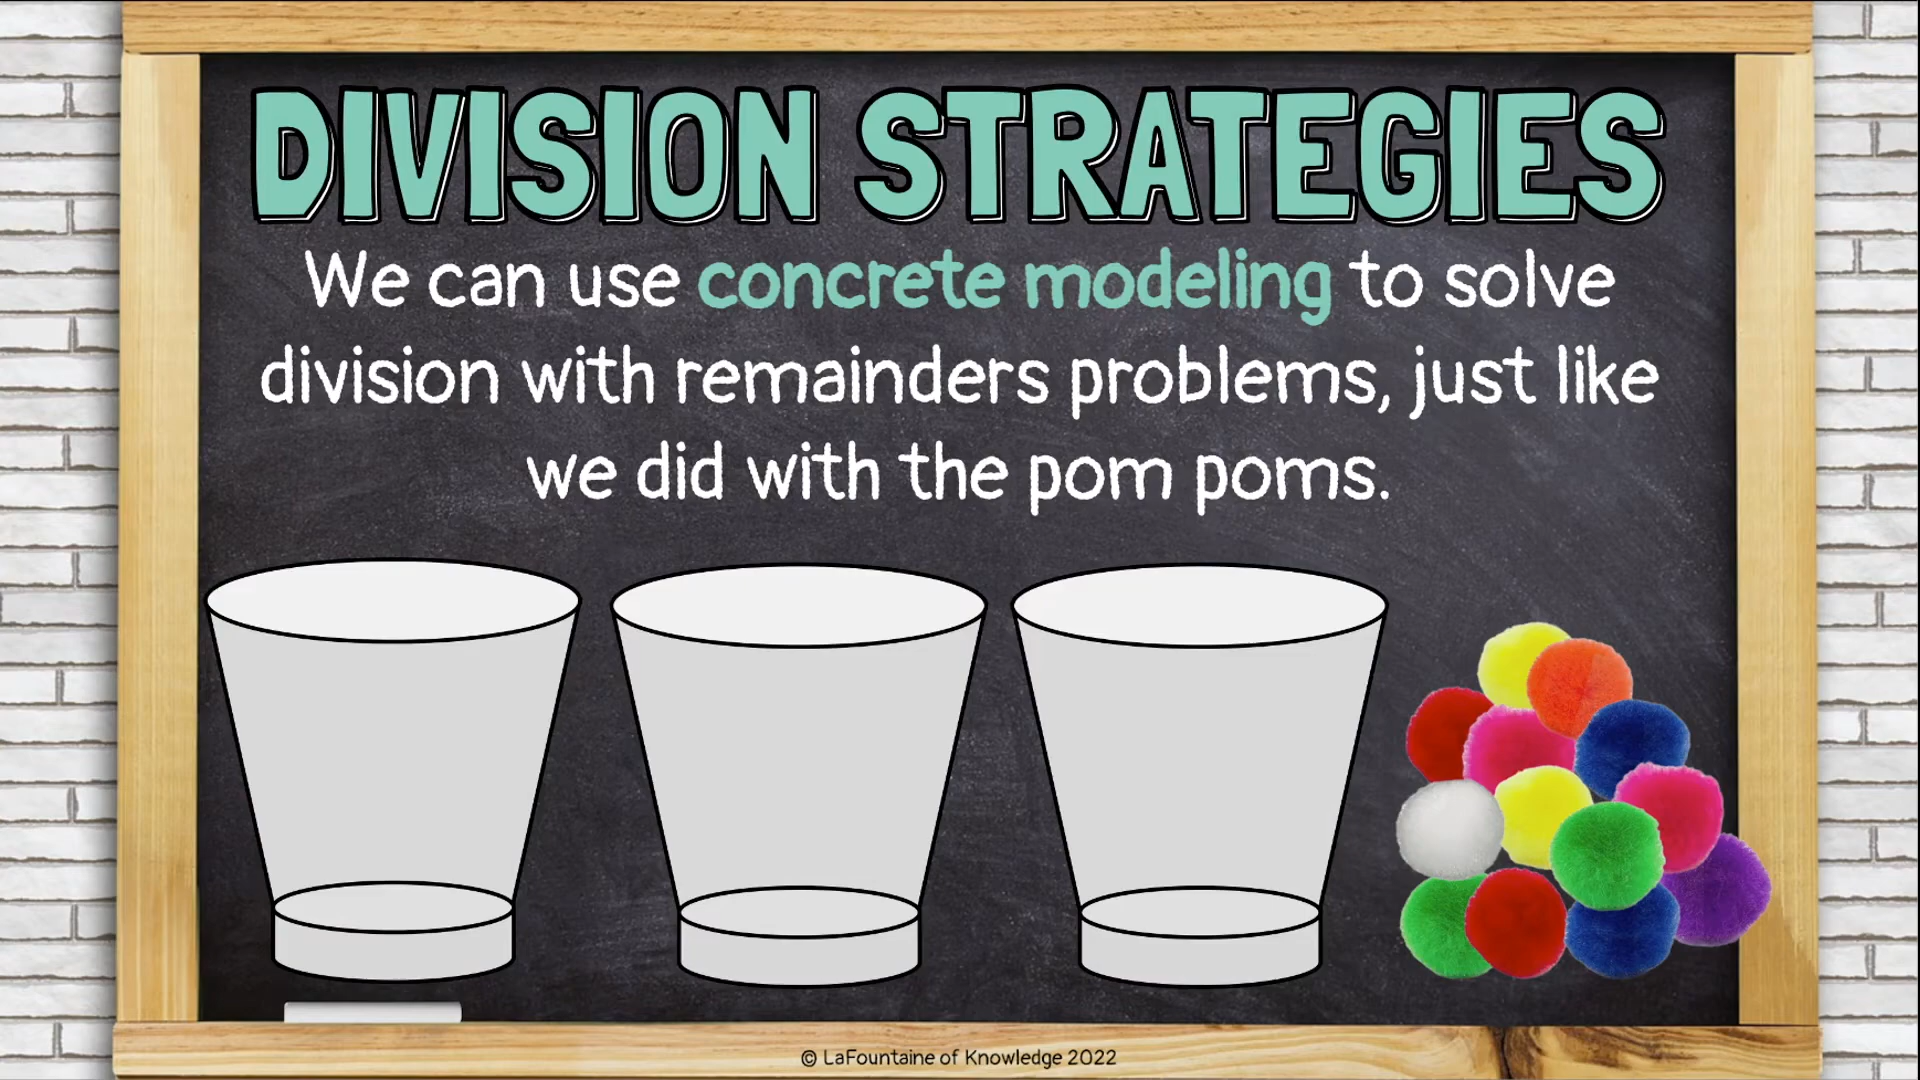 DIVISION STRATEGIES
We can use concrete modeling to solve
division with remainders problems, just like
we did with the pom poms.
© LaFountaine of Knowledge 2022